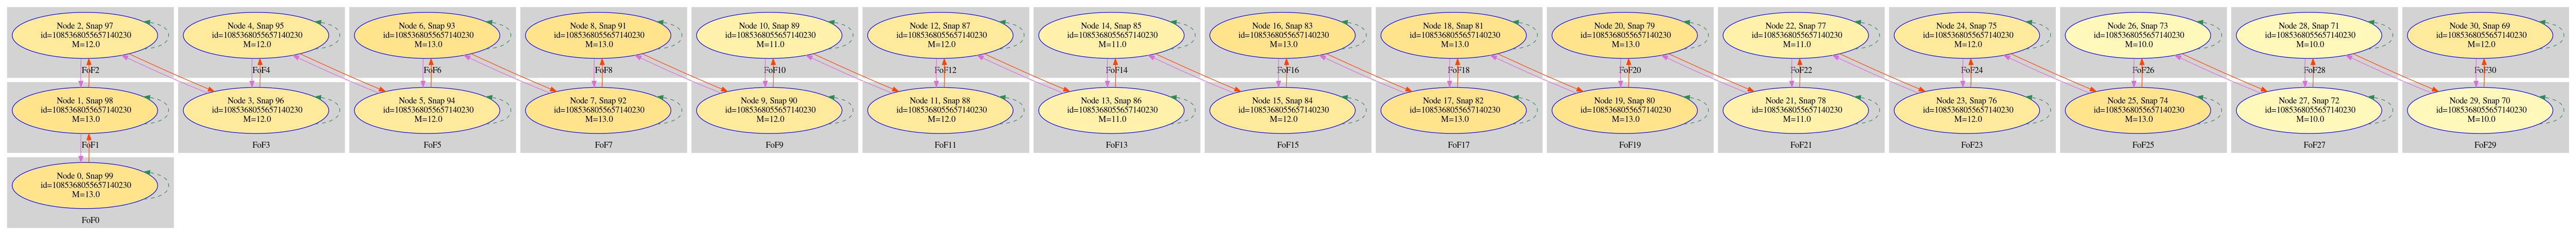 Node 2, Snap 97
id=1085368055657140230
M=12.0
FoF2
Node 4, Snap 95
id=1085368055657140230
M=12.0
FoF4
Node 6, Snap 93
id=1085368055657140230
M=13.0
FoF6
Node 8, Snap 91
id=1085368055657140230
M=13.0
FoF8
Node 10, Snap 89
id=1085368055657140230
M=11.0
FoF10
Node 12, Snap 87
id=1085368055657140230
M=12.0
FoF12
Node 14, Snap 85
id=1085368055657140230
M=11.0
FoF14
Node 16, Snap 83
id=1085368055657140230
M=13.0
FoF16
Node 18, Snap 81
id=1085368055657140230
M=13.0
FoF18
Node 20, Snap 79
id=1085368055657140230
M=13.0
FoF20
Node 22, Snap 77
id=1085368055657140230
M=11.0
FoF22
Node 24, Snap 75
id=1085368055657140230
M=12.0
FoF24
Node 26, Snap 73
id=1085368055657140230
M=10.0
FoF26
Node 28, Snap 71
id=1085368055657140230
M=10.0
FoF28
Node 30, Snap 69
id=1085368055657140230
M=12.0
FoF30
Node 1, Snap 98
id=1085368055657140230
M=13.0
FoF1
Node 3, Snap 96
id=1085368055657140230
M=12.0
FoF3
Node 5, Snap 94
id=1085368055657140230
M=12.0
FoF5
Node 7, Snap 92
id=1085368055657140230
M=13.0
FoF7
Node 9, Snap 90
id=1085368055657140230
M=12.0
FoF9
Node 11, Snap 88
id=1085368055657140230
M=12.0
FoF11
Node 13, Snap 86
id=1085368055657140230
M=11.0
FoF13
Node 15, Snap 84
id=1085368055657140230
M=12.0
FoF15
Node 17, Snap 82
id=1085368055657140230
M=13.0
FoF17
Node 19, Snap 80
id=1085368055657140230
M=13.0
FoF19
Node 21, Snap 78
id=1085368055657140230
M=11.0
FoF21
Node 23, Snap 76
id=1085368055657140230
M=12.0
FoF23
Node 25, Snap 74
id=1085368055657140230
M=13.0
FoF25
Node 27, Snap 72
id=1085368055657140230
M=10.0
FoF27
Node 29, Snap 70
id=1085368055657140230
M=10.0
FoF29
Node 0, Snap 99
id=1085368055657140230
M=13.0
FoF0